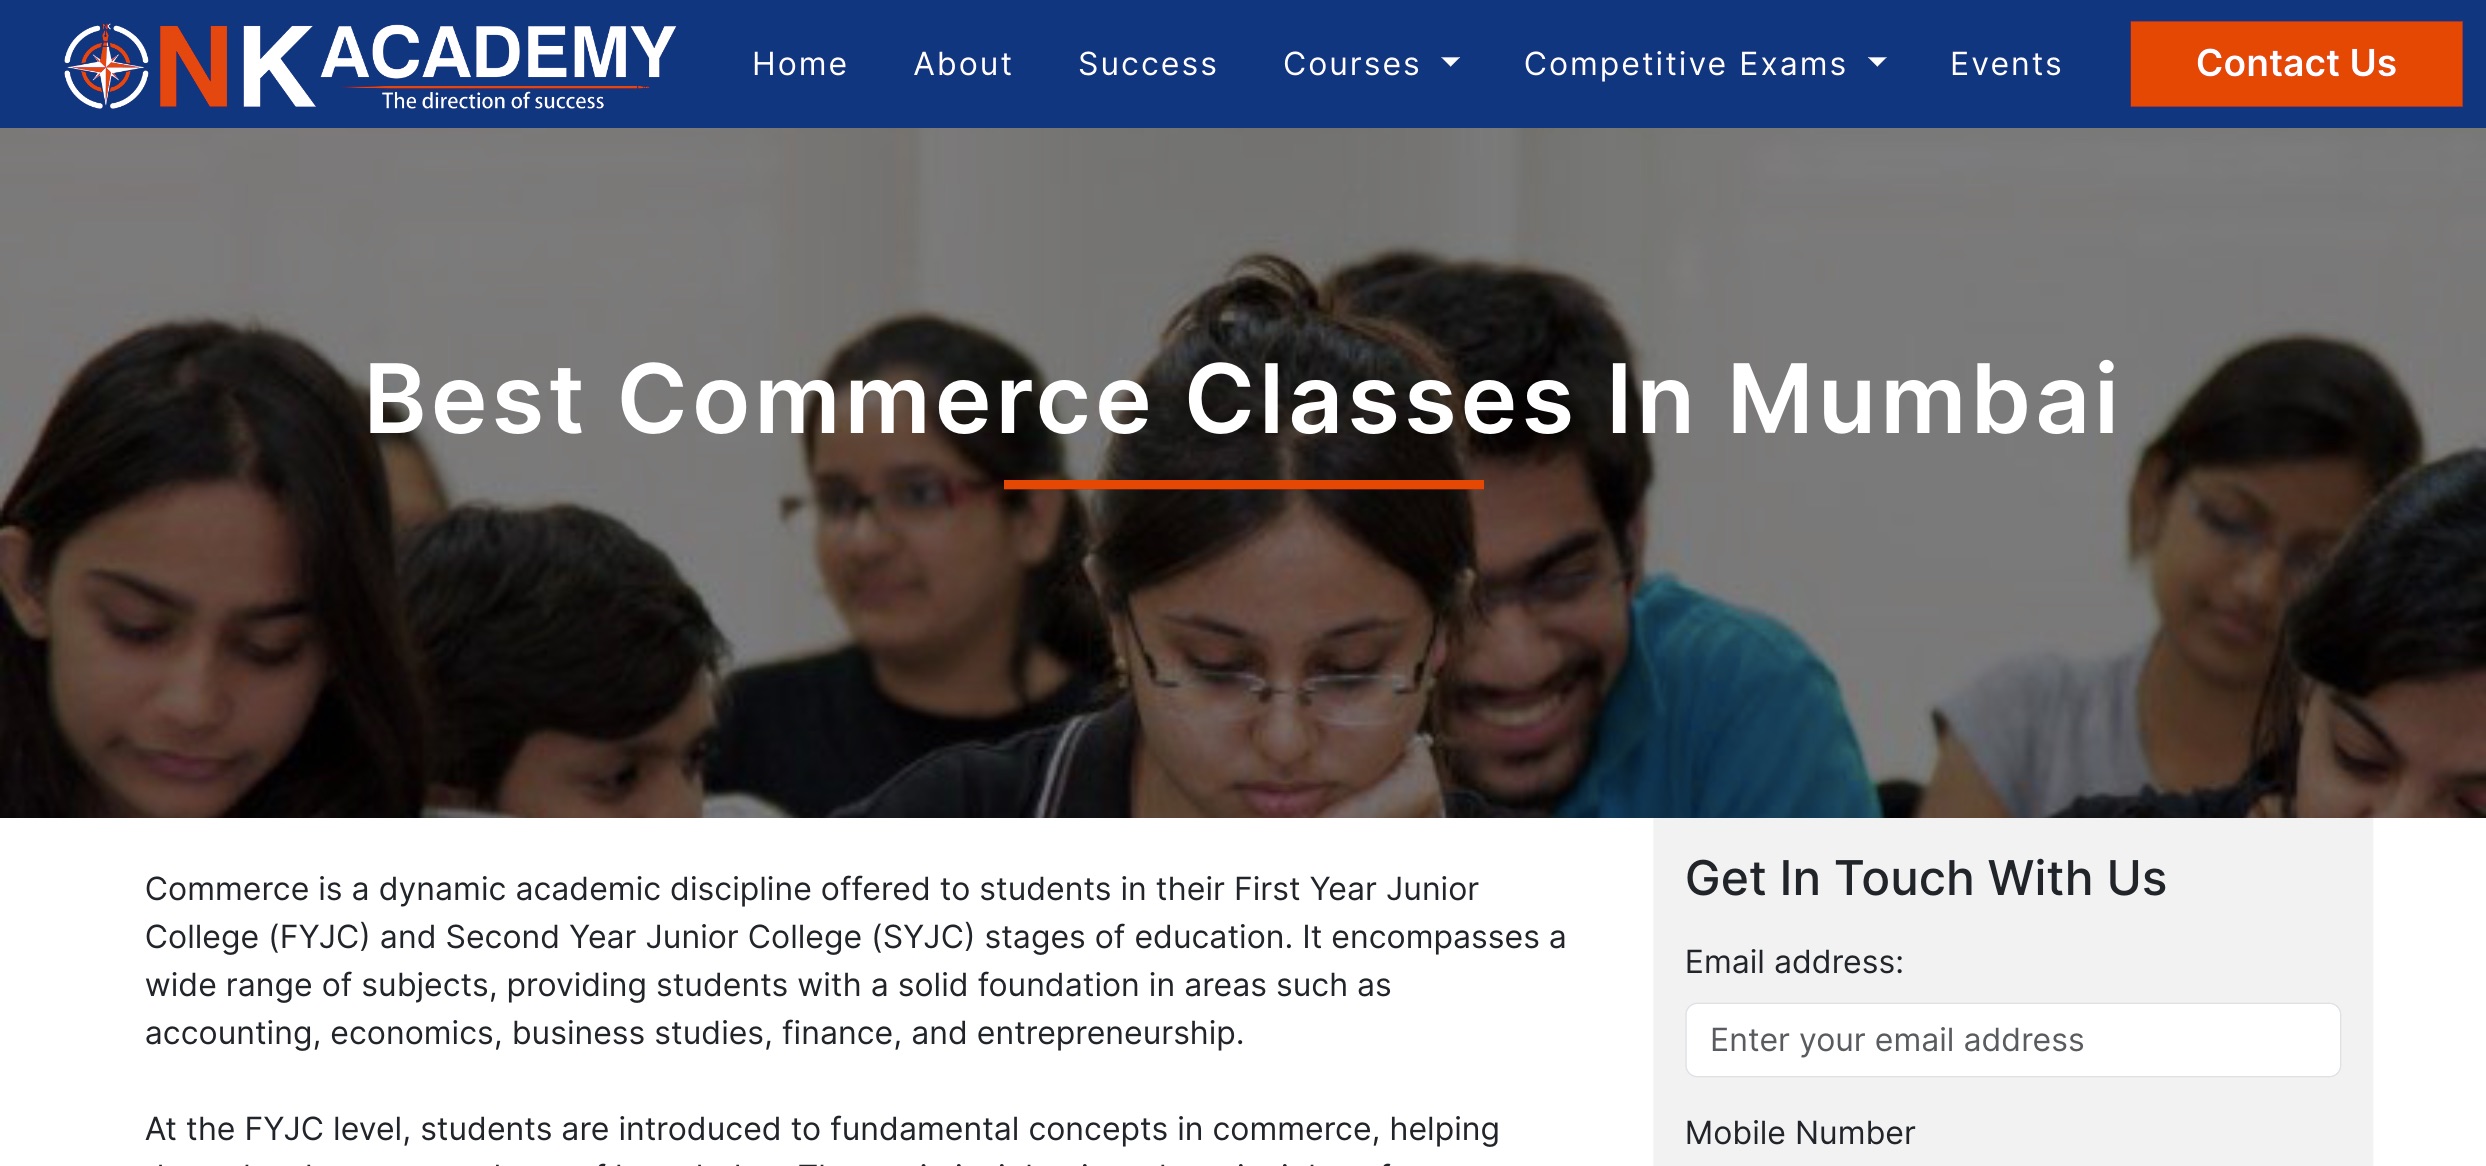 NK ACADEMY
The direction of success
Home About Success Courses Competitive Exams Events Contact Us
Best Commerce Classes In Mumbai
Commerce is a dynamic academic discipline offered to students in their First Year Junior
College (FYJC) and Second Year Junior College (SYJC) stages of education. It encompasses a
wide range of subjects, providing students with a solid foundation in areas such as
accounting, economics, business studies, finance, and entrepreneurship.
At the FYJC level, students are introduced to fundamental concepts in commerce, helping
Get In Touch With Us
Email address:
Enter your email address
Mobile Number